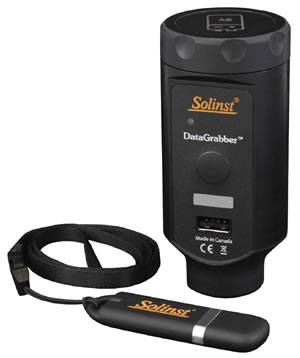 Solinst®
DataGrabber™
Made in Canada
CE
Solinst